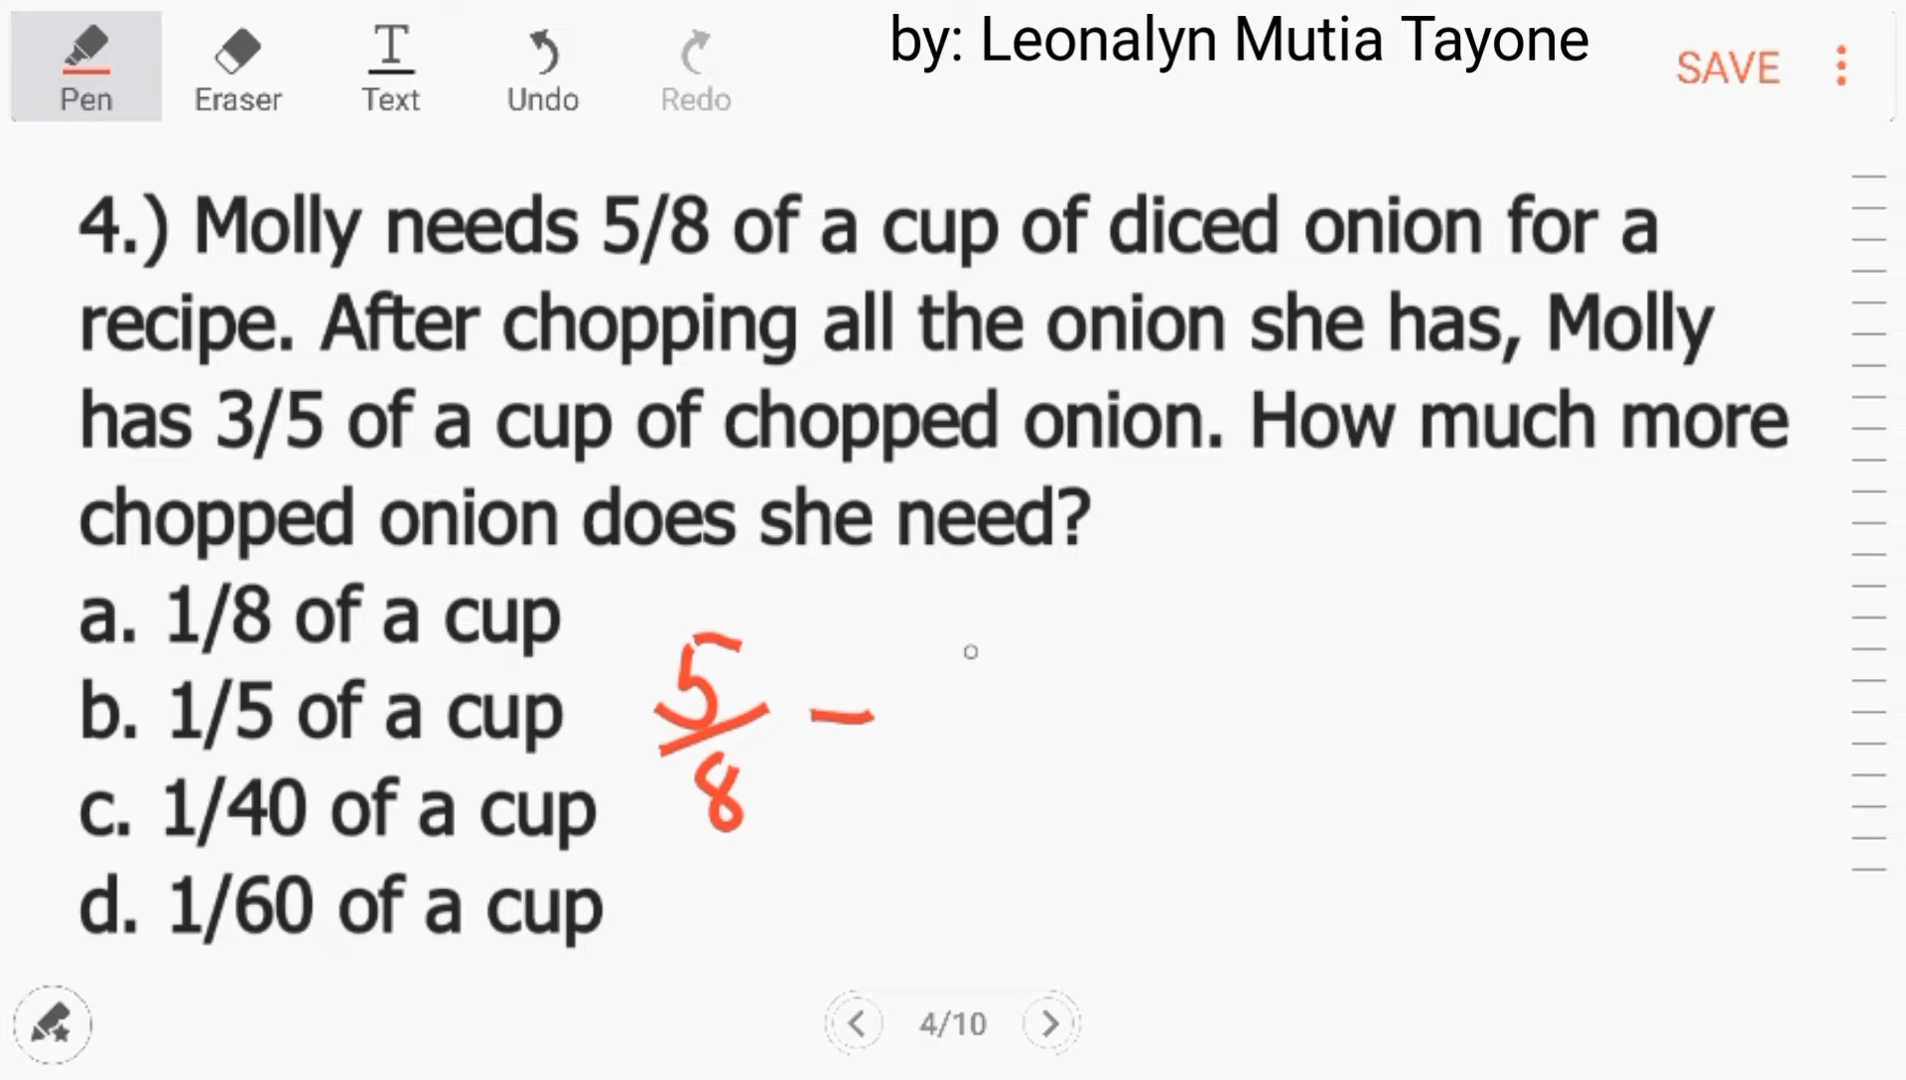 by: Leonalyn Mutia Tayone
Pen
Eraser
T
Text
Undo
Redo
SAVE
4.) Molly needs 5/8 of a cup of diced onion for a
recipe. After chopping all the onion she has, Molly
has 3/5 of a cup of chopped onion. How much more
chopped onion does she need?
a. 1/8 of a cup
b. 1/5 of a cup
c. 1/40 of a cup
d. 1/60 of a cup
5
8
−
4/10